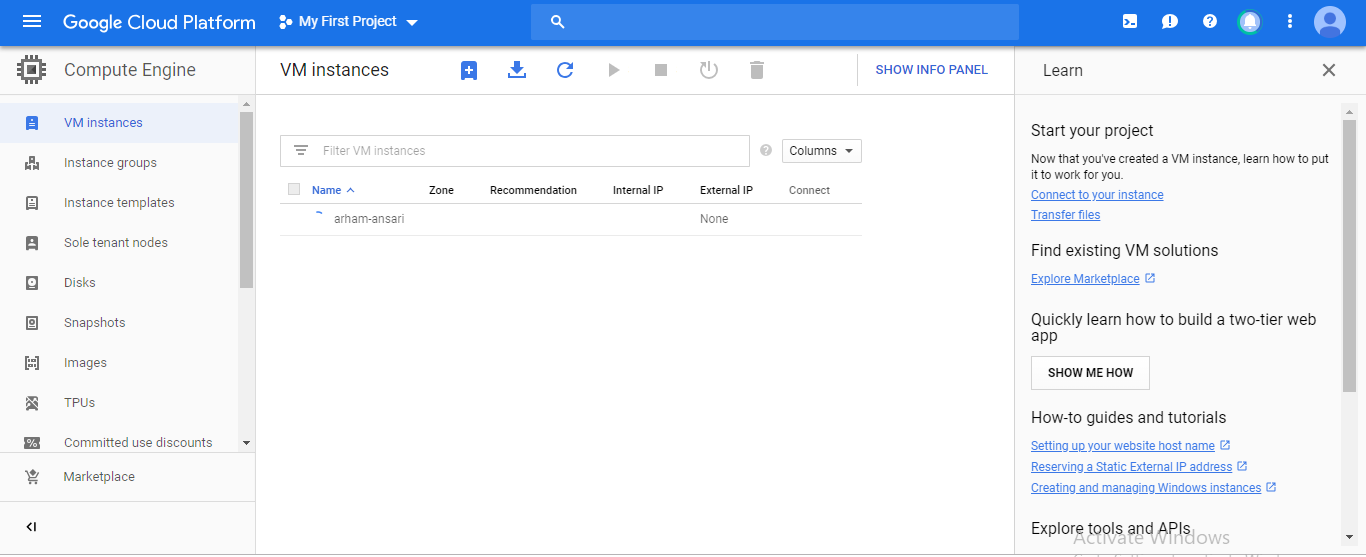 Google Cloud Platform
My First Project
Compute Engine
VM instances
SHOW INFO PANEL
Learn
VM instances
Instance groups
Instance templates
Sole tenant nodes
Disks
Snapshots
Images
TPUs
Committed use discounts
Marketplace
Filter VM instances
Columns
Name Zone Recommendation Internal IP External IP Connect
arham-ansari None
Start your project
Now that you've created a VM instance, learn how to put
it to work for you.
Connect to your instance
Transfer files
Find existing VM solutions
Explore Marketplace
Quickly learn how to build a two-tier web
app
SHOW ME HOW
How-to guides and tutorials
Setting up your website host name
Reserving a Static External IP address
Creating and managing Windows instances
Explore tools and APIs
Activate Windows